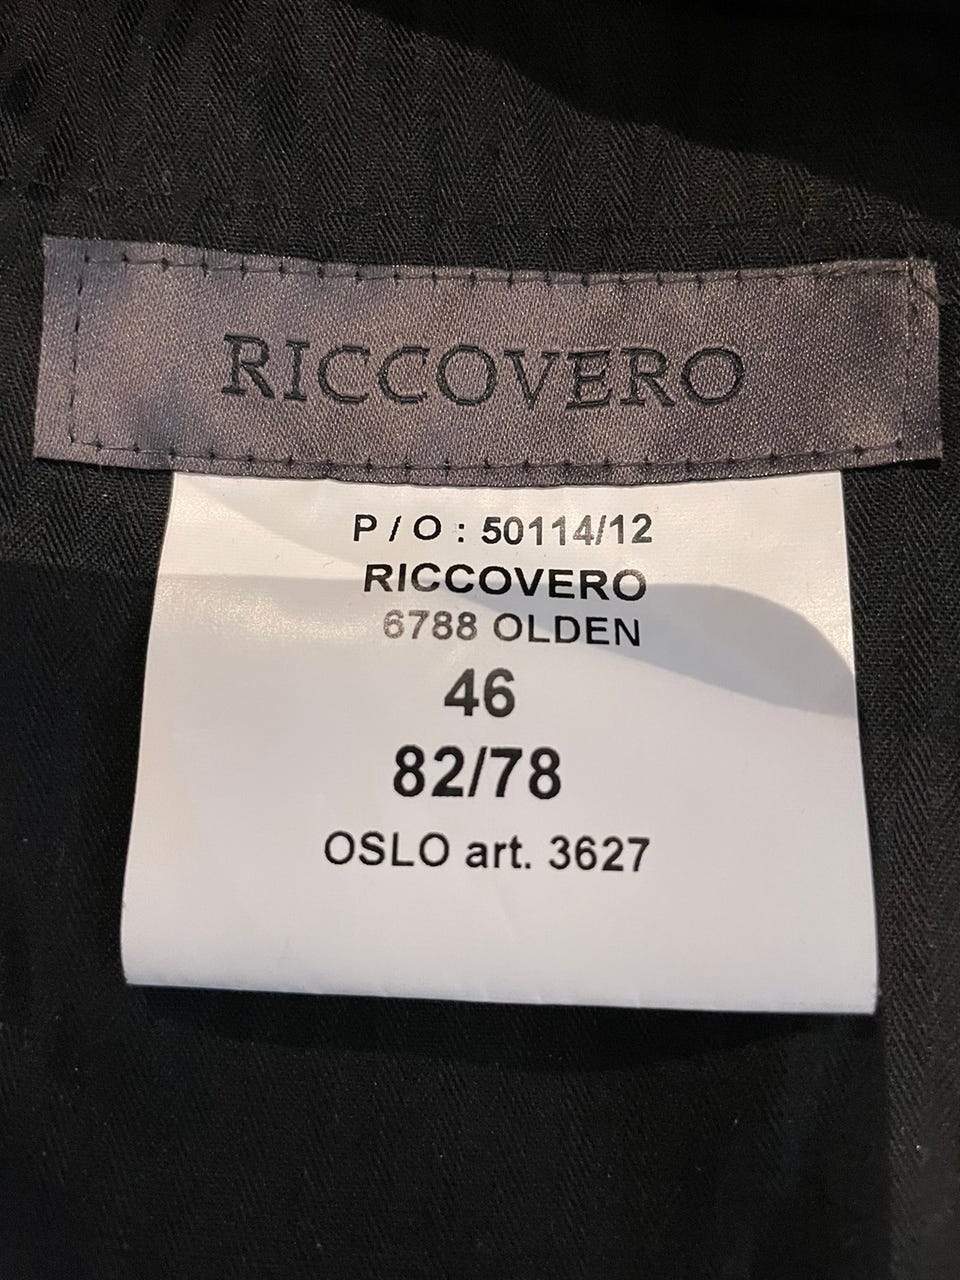 RICCOVERO
P / O : 50114/12
RICCOVERO
6788 OLDEN
46
82/78
OSLO art. 3627